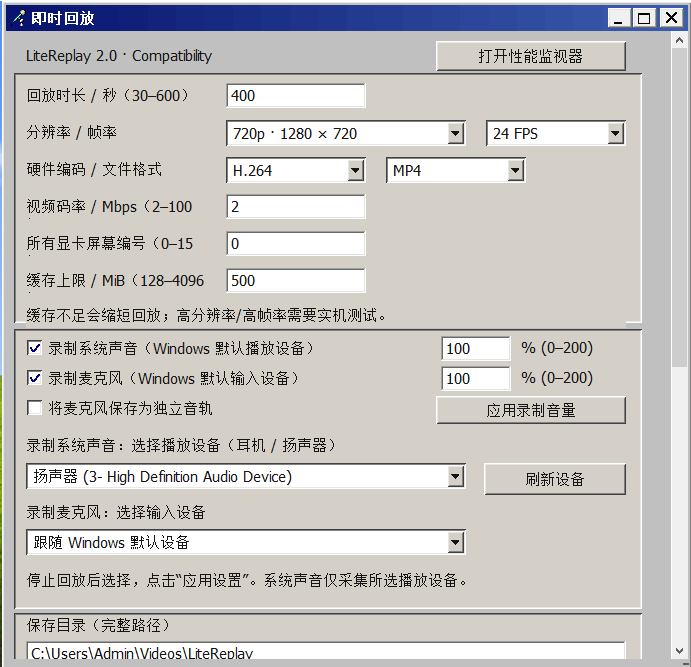 即时回放
LiteReplay 2.0 · Compatibility
打开性能监视器
回放时长 / 秒（30–600）
400
分辨率 / 帧率
720p · 1280 × 720
24 FPS
硬件编码 / 文件格式
H.264
MP4
视频码率 / Mbps（2–100
2
所有显卡屏幕编号（0–15
0
缓存上限 / MiB（128–4096
500
缓存不足会缩短回放；高分辨率/高帧率需要实机测试。
录制系统声音（Windows 默认播放设备）
100
% (0–200)
录制麦克风（Windows 默认输入设备）
100
% (0–200)
将麦克风保存为独立音轨
应用录制音量
录制系统声音：选择播放设备（耳机 / 扬声器）
扬声器 (3- High Definition Audio Device)
刷新设备
录制麦克风：选择输入设备
跟随 Windows 默认设备
停止回放后选择，点击“应用设置”。系统声音仅采集所选播放设备。
保存目录（完整路径）
C:\Users\Admin\Videos\LiteReplay